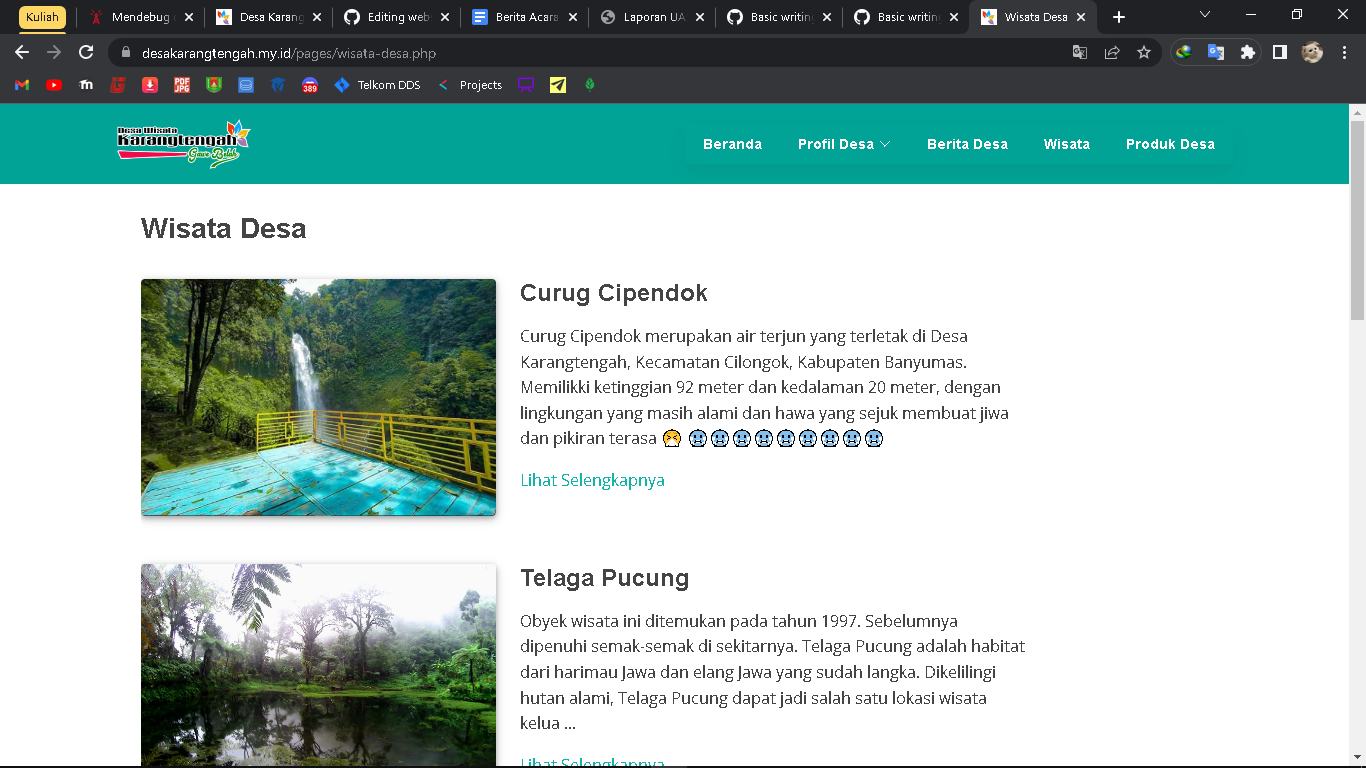 Kuliah
Mendebug
Desa Karang
Editing web
Berita Acara
Laporan UA
Basic writin
Basic writin
Wisata Desa
desakarangtengah.my.id/pages/wisata-desa.php
PDF
JPG
389
Telkom DDS
Projects
Desa Wisata
Karangtengah
Gawe Betah
Beranda
Profil Desa
Berita Desa
Wisata
Produk Desa
Wisata Desa
Curug Cipendok
Curug Cipendok merupakan air terjun yang terletak di Desa
Karangtengah, Kecamatan Cilongok, Kabupaten Banyumas.
Memilikki ketinggian 92 meter dan kedalaman 20 meter, dengan
lingkungan yang masih alami dan hawa yang sejuk membuat jiwa
dan pikiran terasa 😤 🥶🥶🥶🥶🥶🥶🥶🥶🥶
Lihat Selengkapnya
Telaga Pucung
Obyek wisata ini ditemukan pada tahun 1997. Sebelumnya
dipenuhi semak-semak di sekitarnya. Telaga Pucung adalah habitat
dari harimau Jawa dan elang Jawa yang sudah langka. Dikelilingi
hutan alami, Telaga Pucung dapat jadi salah satu lokasi wisata
kelua ...
Lihat Selengkapnya